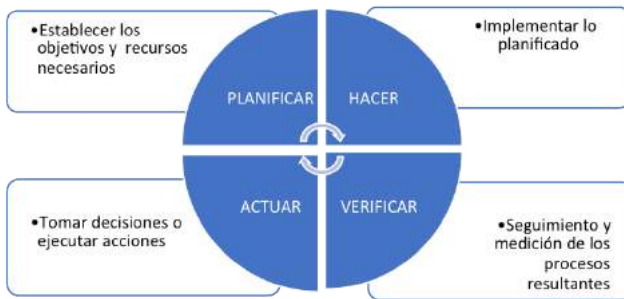 •Establecer los
objetivos y recursos
necesarios
•Implementar lo
planificado
PLANIFICAR
HACER
ACTUAR
VERIFICAR
•Tomar decisiones o
ejecutar acciones
•Seguimiento y
medición de los
procesos
resultantes